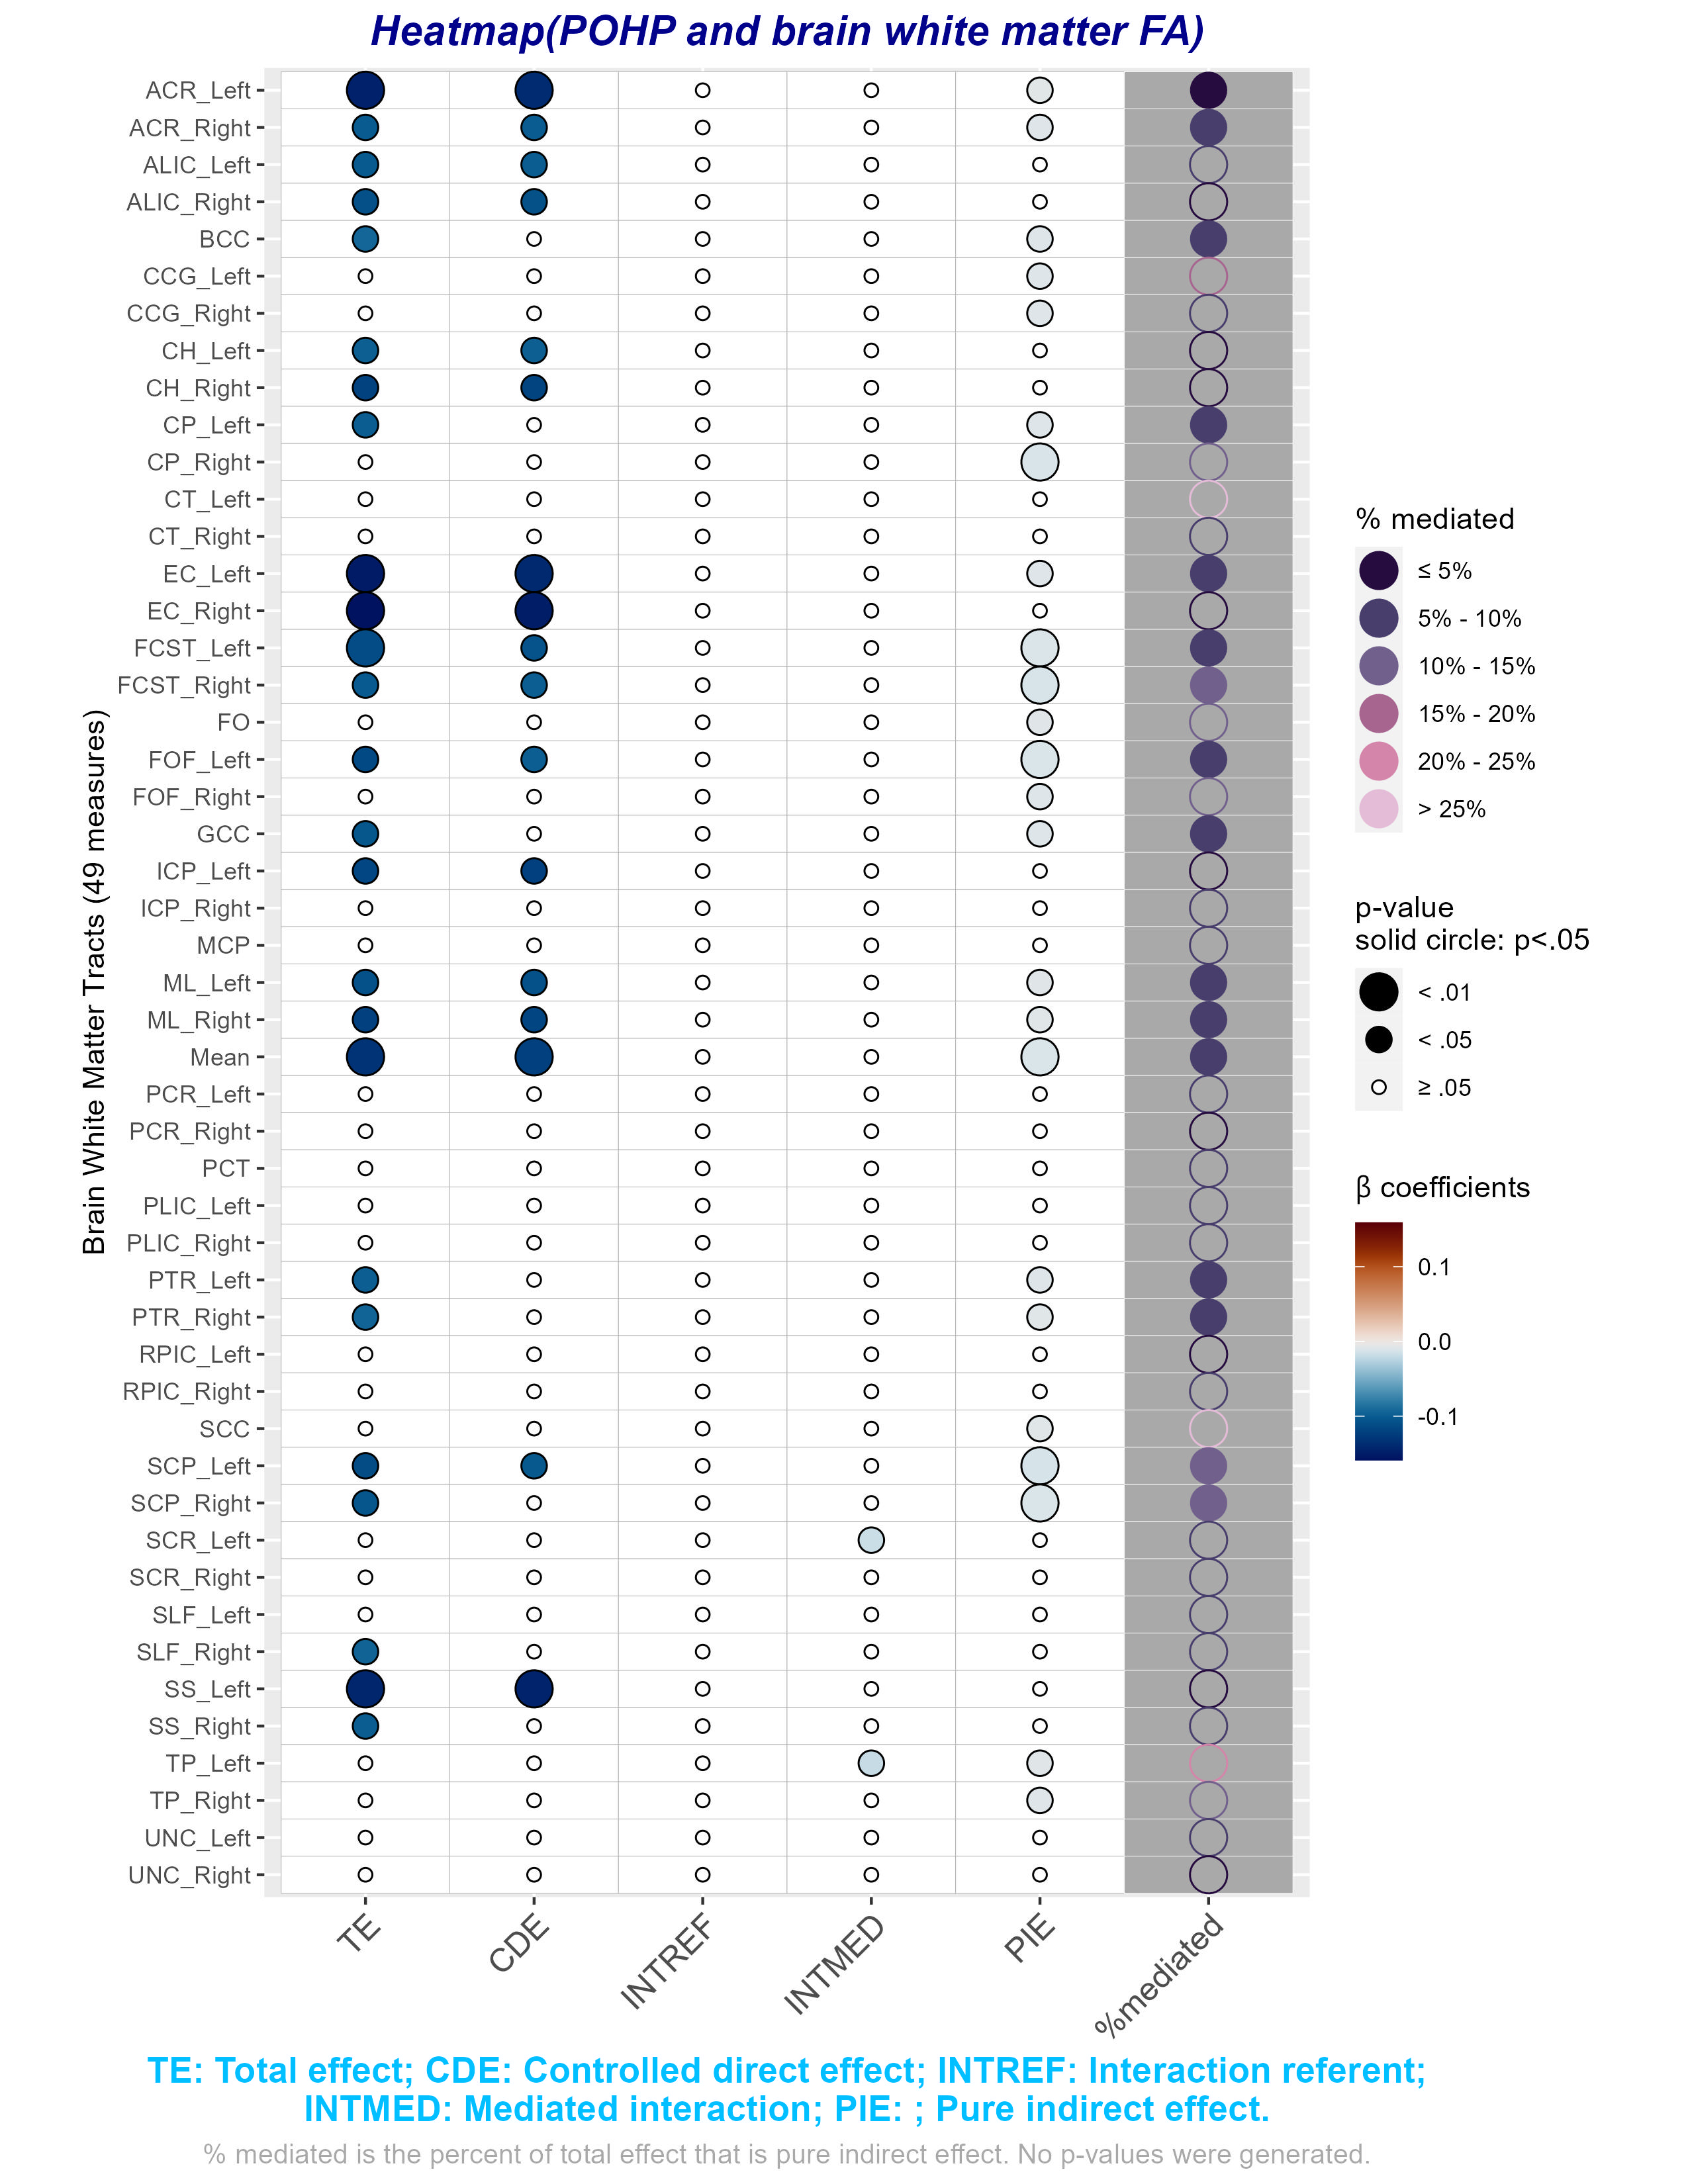 Heatmap(POHP and brain white matter FA)
Brain White Matter Tracts (49 measures)
ACR_Left
ACR_Right
ALIC_Left
ALIC_Right
BCC
CCG_Left
CCG_Right
CH_Left
CH_Right
CP_Left
CP_Right
CT_Left
CT_Right
EC_Left
EC_Right
FCST_Left
FCST_Right
FO
FOF_Left
FOF_Right
GCC
ICP_Left
ICP_Right
MCP
ML_Left
ML_Right
Mean
PCR_Left
PCR_Right
PCT
PLIC_Left
PLIC_Right
PTR_Left
PTR_Right
RPIC_Left
RPIC_Right
SCC
SCP_Left
SCP_Right
SCR_Left
SCR_Right
SLF_Left
SLF_Right
SS_Left
SS_Right
TP_Left
TP_Right
UNC_Left
UNC_Right
TE
CDE
INTREF
INTMED
PIE
%mediated
% mediated
≤ 5%
5% - 10%
10% - 15%
15% - 20%
20% - 25%
> 25%
p-value
solid circle: p<.05
< .01
< .05
≥ .05
β coefficients
0.1
0.0
-0.1
TE: Total effect; CDE: Controlled direct effect; INTREF: Interaction referent;
INTMED: Mediated interaction; PIE: ; Pure indirect effect.
% mediated is the percent of total effect that is pure indirect effect. No p-values were generated.